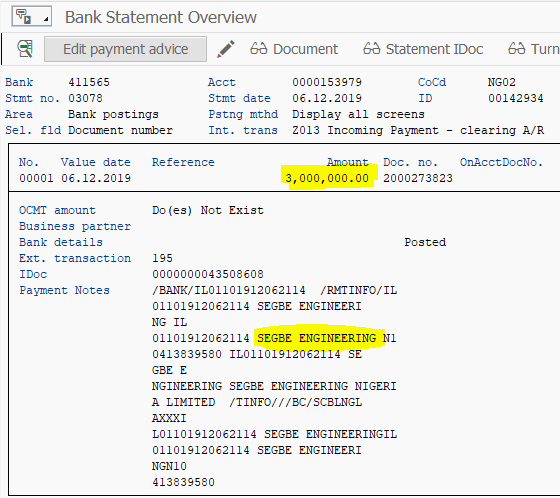 Bank Statement Overview
Edit payment advice Document Statement IDoc Turn
Bank 411565 Acct 0000153979 CoCd NG02
Stmt no. 03078 Stmt date 06.12.2019 ID 00142934
Area Bank postings Pstng mthd Display all screens
Sel. fld Document number Int. trans Z013 Incoming Payment - clearing A/R
No. Value date Reference Amount Doc. no. OnAcctDocNo.
00001 06.12.2019 3,000,000.00 2000273823
OCMT amount Do(es) Not Exist
Business partner
Bank details Posted
Ext. transaction 195
IDoc 0000000043508608
Payment Notes /BANK/IL01101912062114 /RMTINFO/IL
01101912062114 SEGBE ENGINEERI
NG IL
01101912062114 SEGBE ENGINEERING N1
0413839580 IL01101912062114 SE
GBE E
NGINEERING SEGBE ENGINEERING NIGERI
A LIMITED /TINFO///BC/SCBLNGL
AXXXI
L01101912062114 SEGBE ENGINEERINGIL
01101912062114 SEGBE ENGINEERI
NGN10
413839580